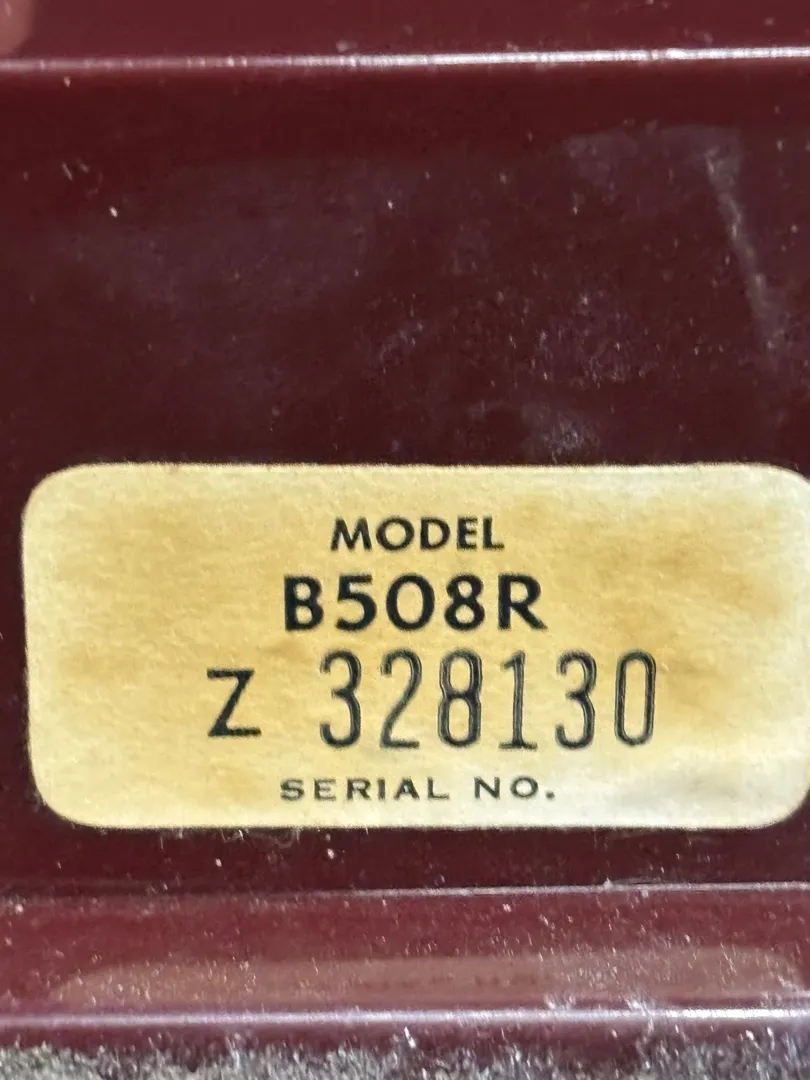 MODEL
B508R
Z 328130
SERIAL NO.